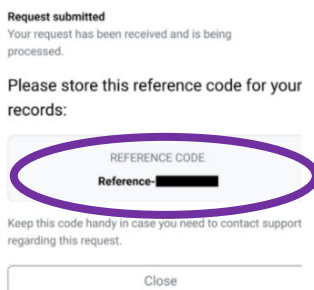 Request submitted
Your request has been received and is being
processed.
Please store this reference code for your
records:
REFERENCE CODE
Reference-
Keep this code handy in case you need to contact support
regarding this request.
Close